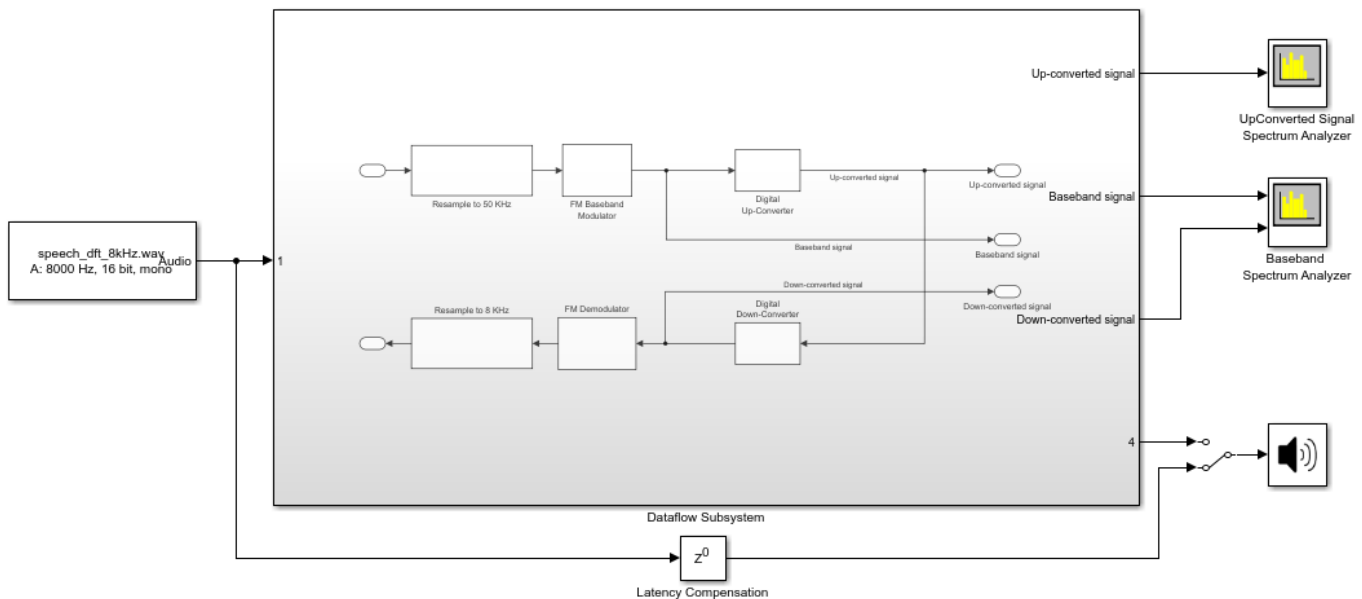 Up-converted signal
UpConverted Signal
Spectrum Analyzer
Resample to 50 KHz
FM Baseband
Modulator
Digital
Up-Converter
Up-converted signal
Up-converted signal
Baseband signal
Baseband
Spectrum Analyzer
Baseband signal
Baseband signal
speech_dft_8kHz.wav
A: 8000 Hz, 16 bit, mono
Audio
1
Down-converted signal
Down-converted signal
Down-converted signal
Resample to 8 KHz
FM Demodulator
Digital
Down-Converter
4
Dataflow Subsystem
Z0
Latency Compensation